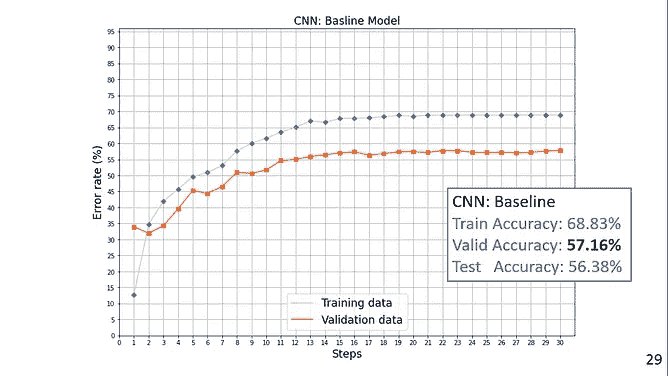 CNN: Basline Model
Error rate (%)
95
90
85
80
75
70
65
60
55
50
45
40
35
30
25
20
15
10
5
0
0 1 2 3 4 5 6 7 8 9 10 11 12 13 14 15 16 17 18 19 20 21 22 23 24 25 26 27 28 29 30
Steps
Training data
Validation data
CNN: Baseline
Train Accuracy: 68.83%
Valid Accuracy: 57.16%
Test Accuracy: 56.38%
29